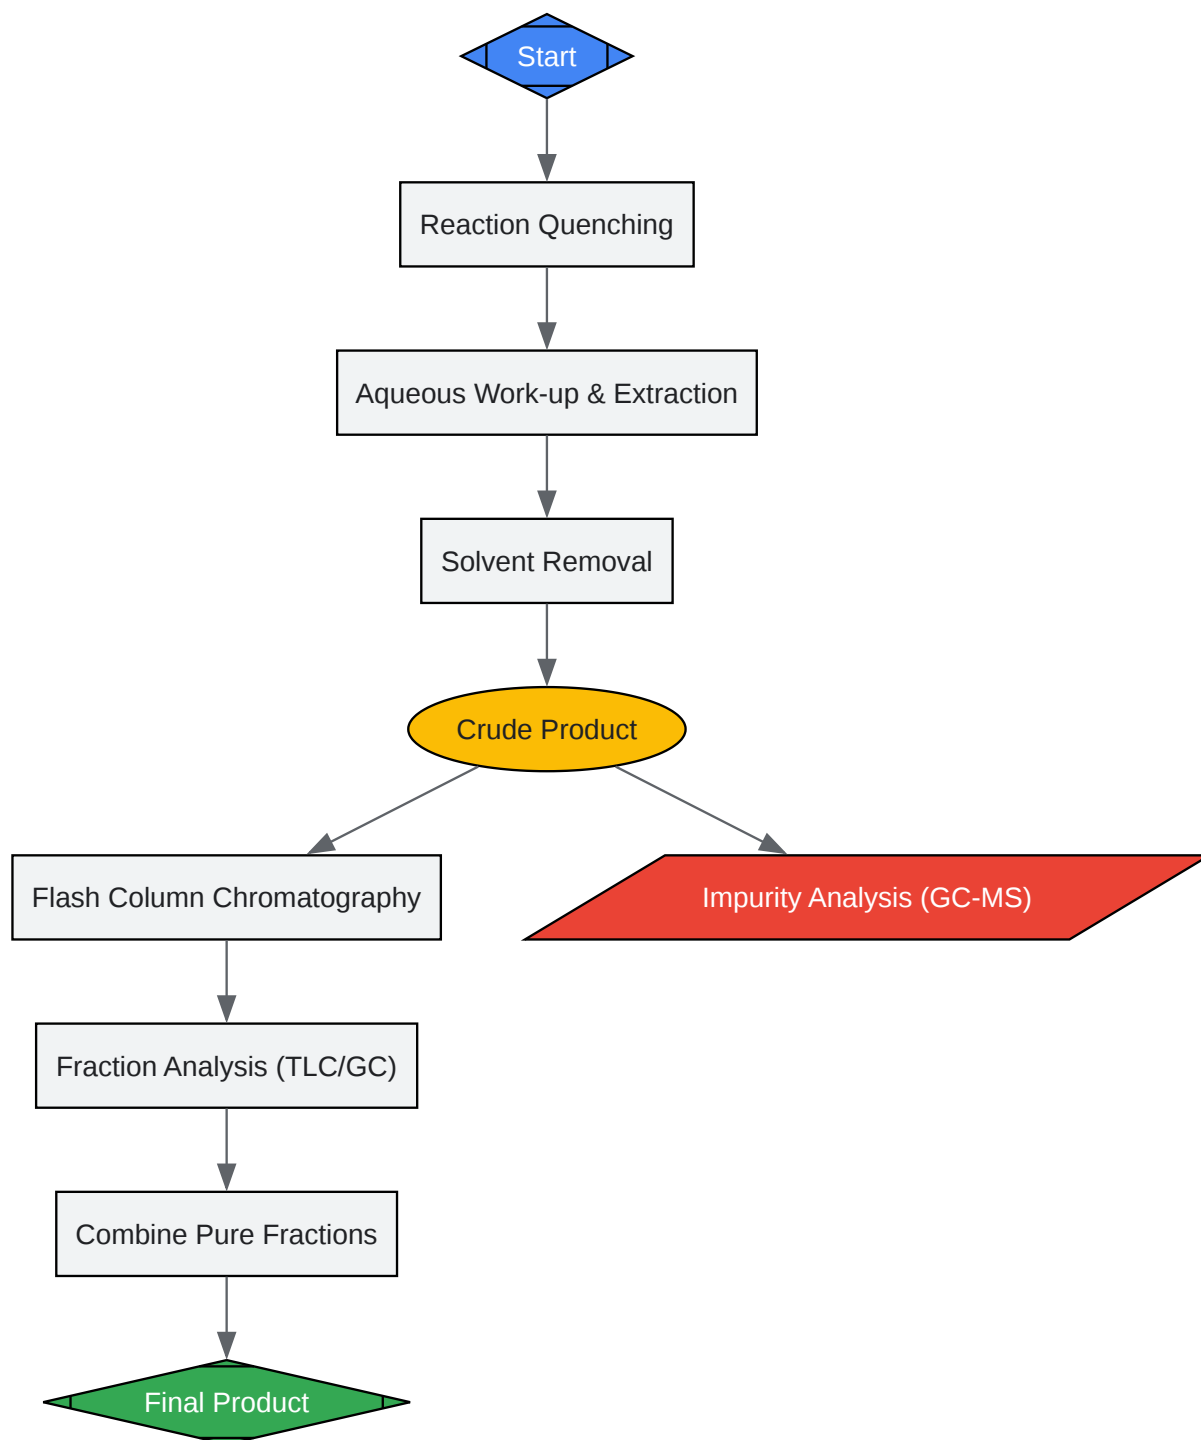 Start
Reaction Quenching
Aqueous Work-up & Extraction
Solvent Removal
Crude Product
Flash Column Chromatography
Impurity Analysis (GC-MS)
Fraction Analysis (TLC/GC)
Combine Pure Fractions
Final Product